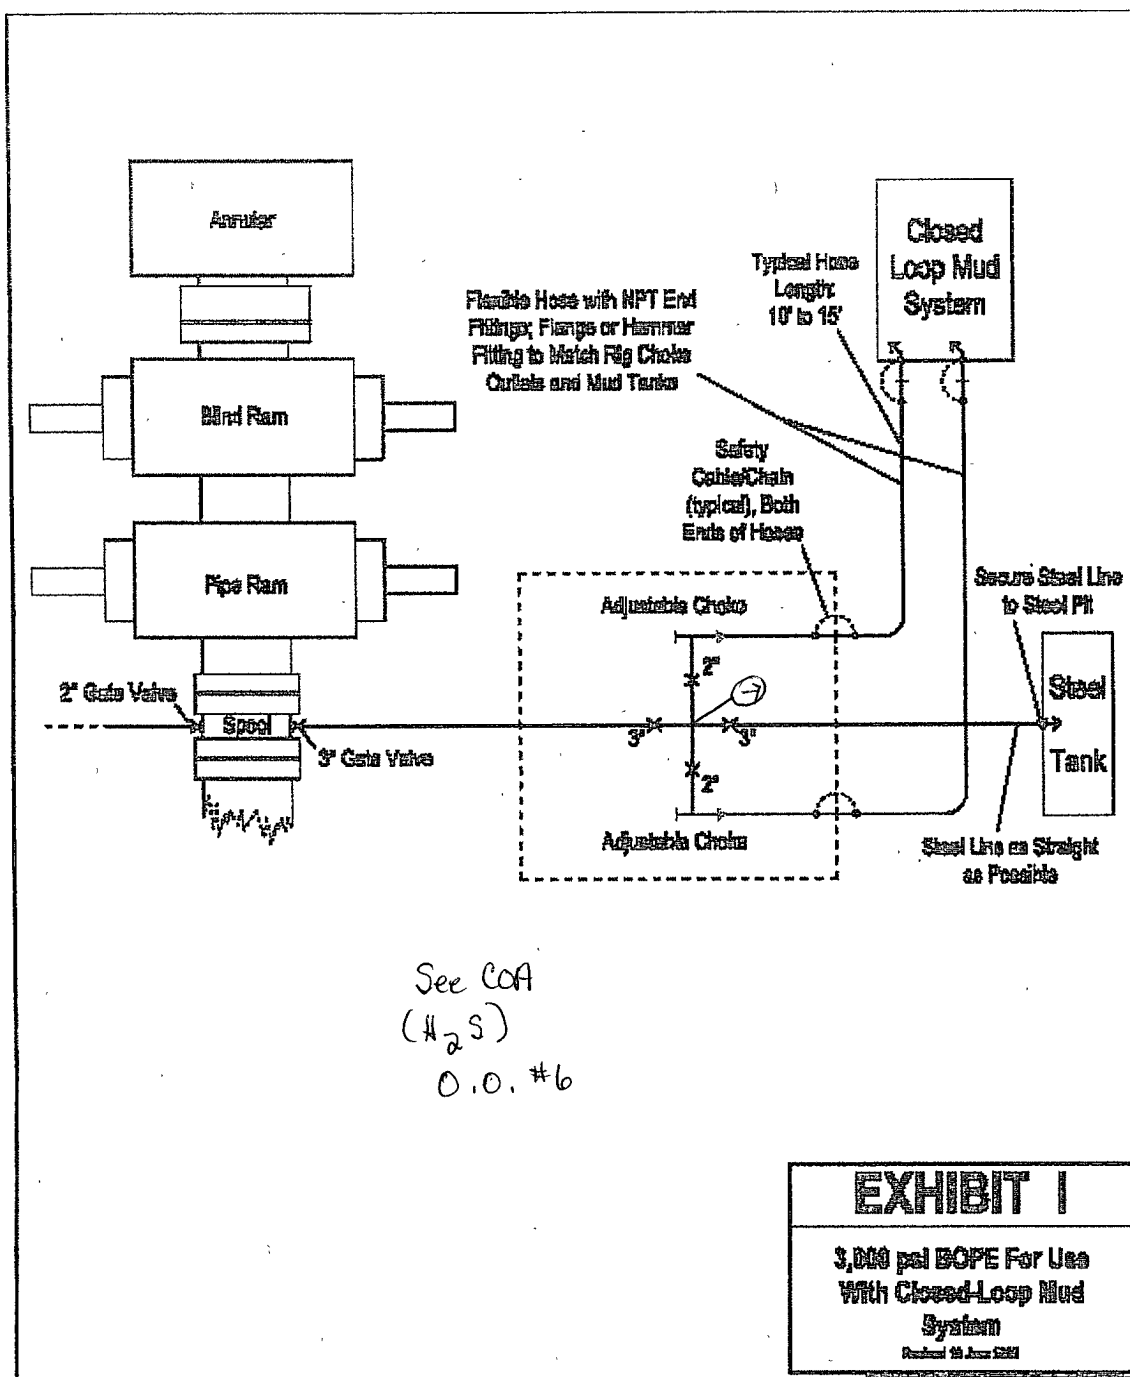 Annular
Closed
Loop Mud
System
Typical Hose
Length:
10' to 15'
Flexible Hose with NPT End
Fittings; Flange or Hammer
Fitting to Match Rig Choke
Outlets and Mud Tanks
Blind Ram
Safety
Cable/Chain
(typical), Both
Ends of Hoses
Pipe Ram
Adjustable Choke
Secure Steel Line
to Steel Pit
2"
2" Gate Valve
Spool
3" Gate Valve
3"
3"
2"
Steel
Tank
Adjustable Choke
Steel Line as Straight
as Possible
See COA
(H₂S)
O.O. #6
EXHIBIT 1
3,000 psi BOPE For Use
With Closed-Loop Mud
System